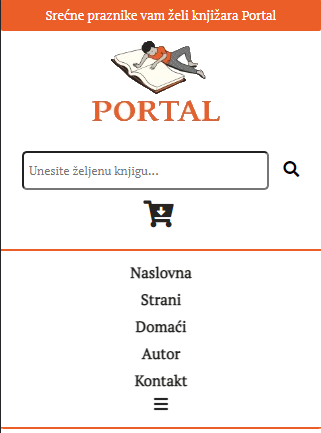 Srećne praznike vam želi knjižara Portal
PORTAL
Unesite željenu knjigu...
Naslovna
Strani
Domaći
Autor
Kontakt